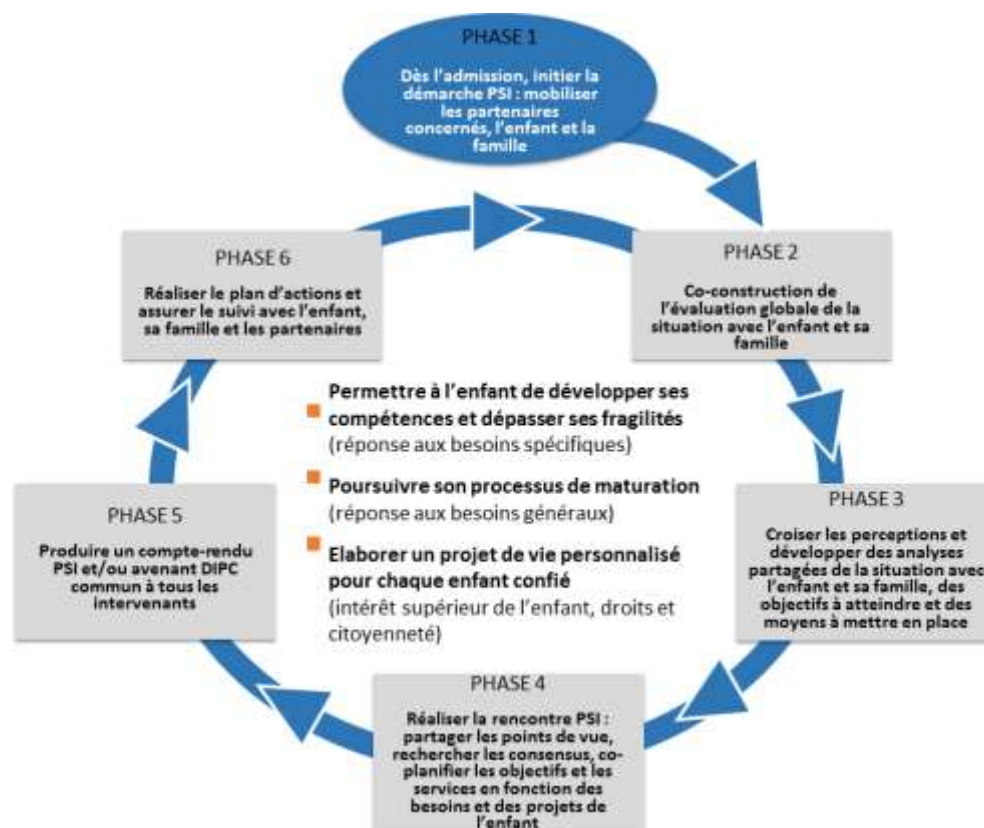 PHASE 1
Dès l'admission, initier la
démarche PSI : mobiliser
les partenaires
concernés, l'enfant et la
famille
PHASE 2
Co-construction de
l'évaluation globale de la
situation avec l'enfant et sa
famille
PHASE 3
Croiser les perceptions et
développer des analyses
partagées de la situation avec
l'enfant et sa famille, des
objectifs à atteindre et des
moyens à mettre en place
PHASE 4
Réaliser la rencontre PSI :
partager les points de vue,
rechercher les consensus, co-
planifier les objectifs et les
services en fonction des
besoins et des projets de
l'enfant
PHASE 5
Produire un compte-rendu
PSI et/ou avenant DIPC
commun à tous les
intervenants
PHASE 6
Réaliser le plan d'actions et
assurer le suivi avec l'enfant,
sa famille et les partenaires
Permettre à l'enfant de développer ses
compétences et dépasser ses fragilités
(réponse aux besoins spécifiques)
Poursuivre son processus de maturation
(réponse aux besoins généraux)
Elaborer un projet de vie personnalisé
pour chaque enfant confié
(intérêt supérieur de l'enfant, droits et
citoyenneté)